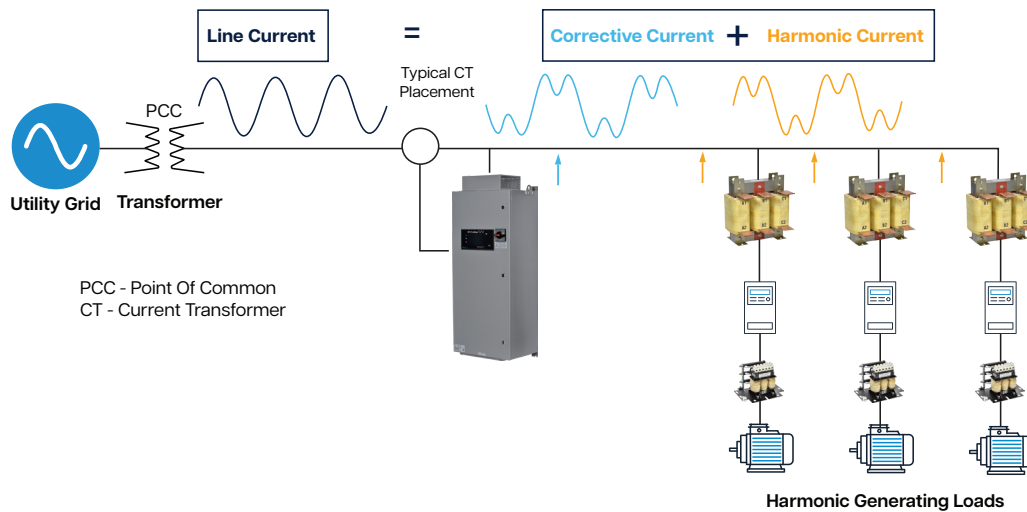 Line Current
=
Corrective Current + Harmonic Current
Typical CT
Placement
PCC
Utility Grid
Transformer
PCC - Point Of Common
CT - Current Transformer
Harmonic Generating Loads